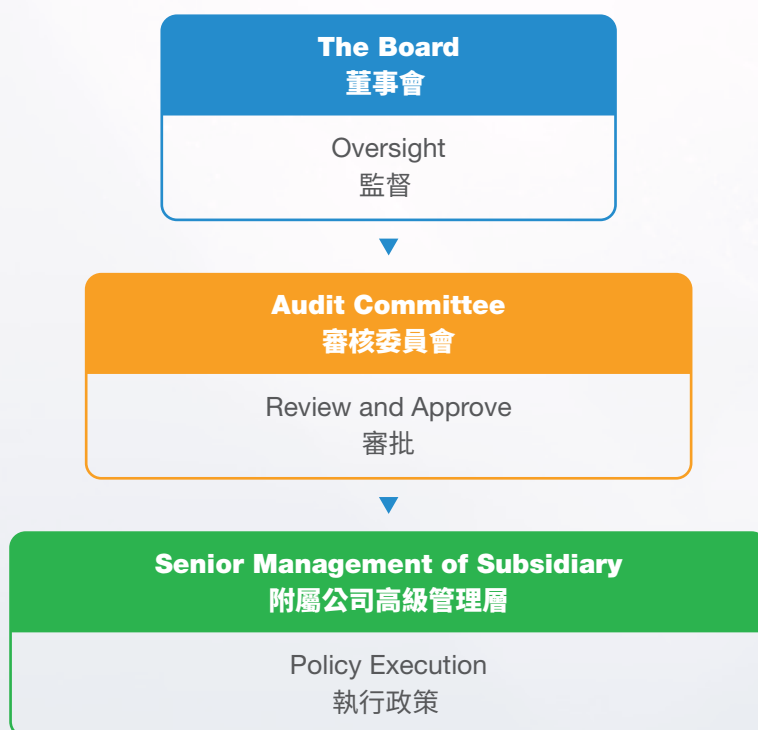 The Board
董事會
Oversight
監督
Audit Committee
審核委員會
Review and Approve
審批
Senior Management of Subsidiary
附屬公司高級管理層
Policy Execution
執行政策